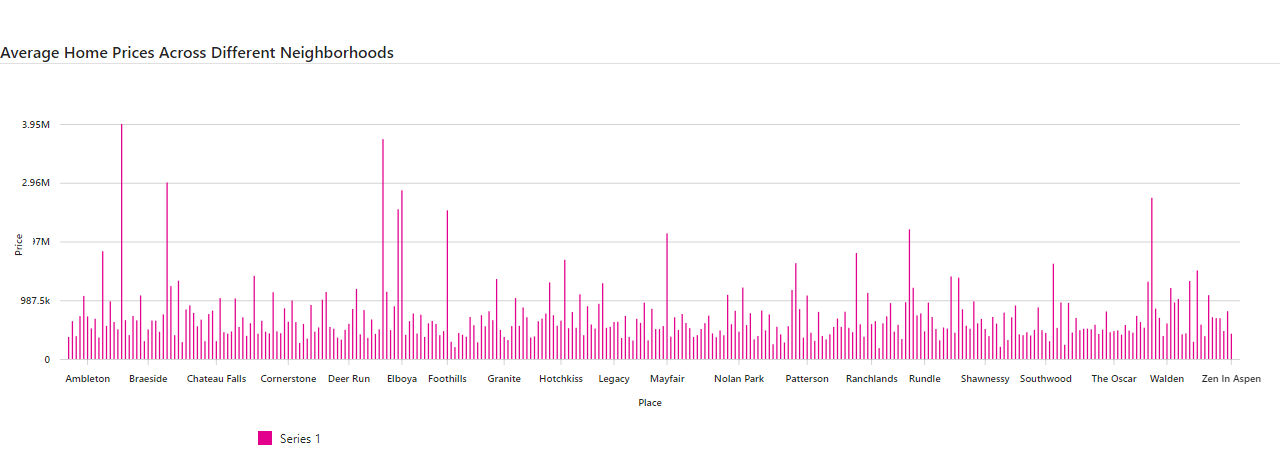 Average Home Prices Across Different Neighborhoods
3.95M
2.96M
97M
987.5k
0
Price
Ambleton Braeside Chateau Falls Cornerstone Deer Run Elboya Foothills Granite Hotchkiss Legacy Mayfair Nolan Park Patterson Ranchlands Rundle Shawnessy Southwood The Oscar Walden Zen In Aspen
Place
Series 1